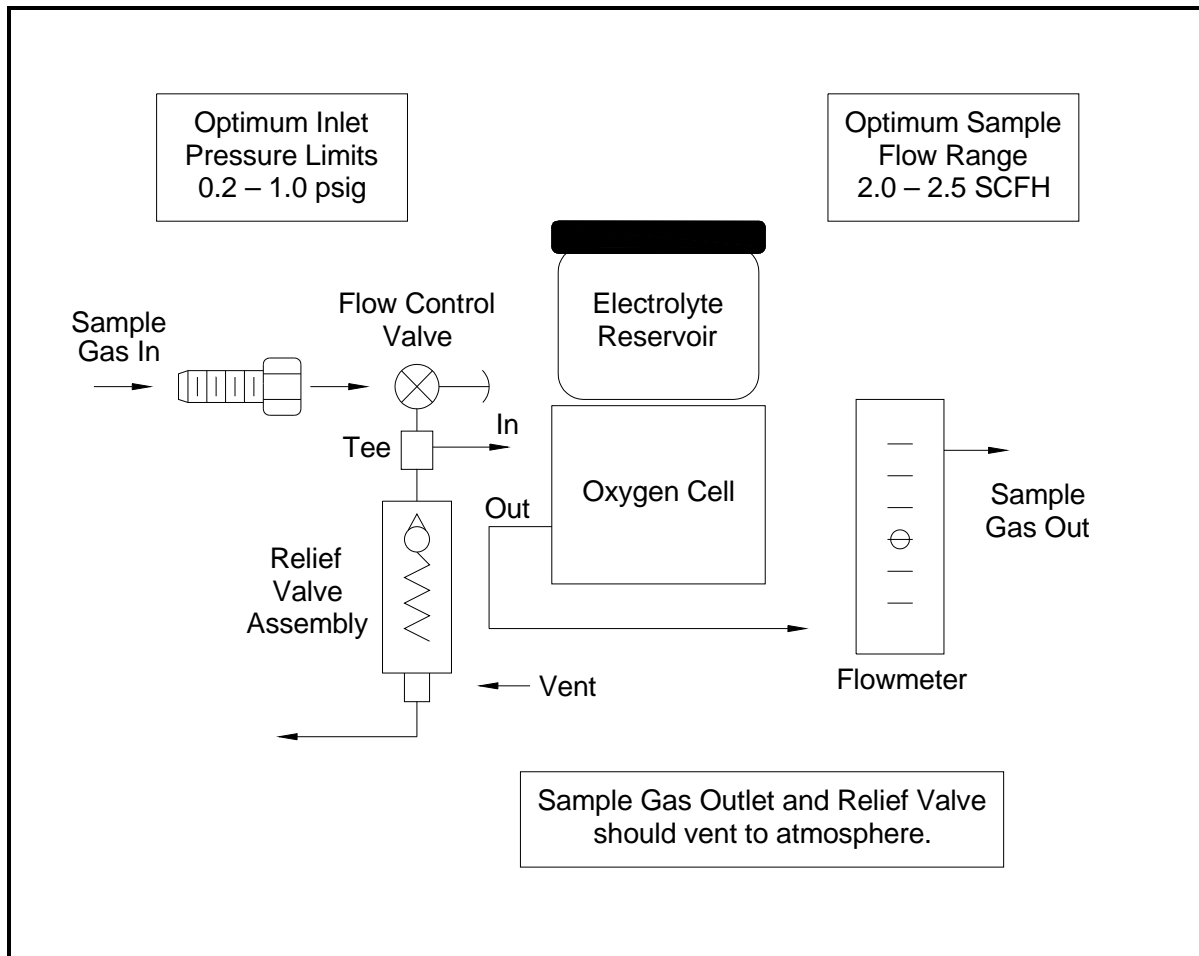 Optimum Inlet
Pressure Limits
0.2 – 1.0 psig
Optimum Sample
Flow Range
2.0 – 2.5 SCFH
Sample
Gas In
Flow Control
Valve
Electrolyte
Reservoir
Tee
In
Oxygen Cell
Out
Sample
Gas Out
Relief
Valve
Assembly
Vent
Flowmeter
Sample Gas Outlet and Relief Valve
should vent to atmosphere.